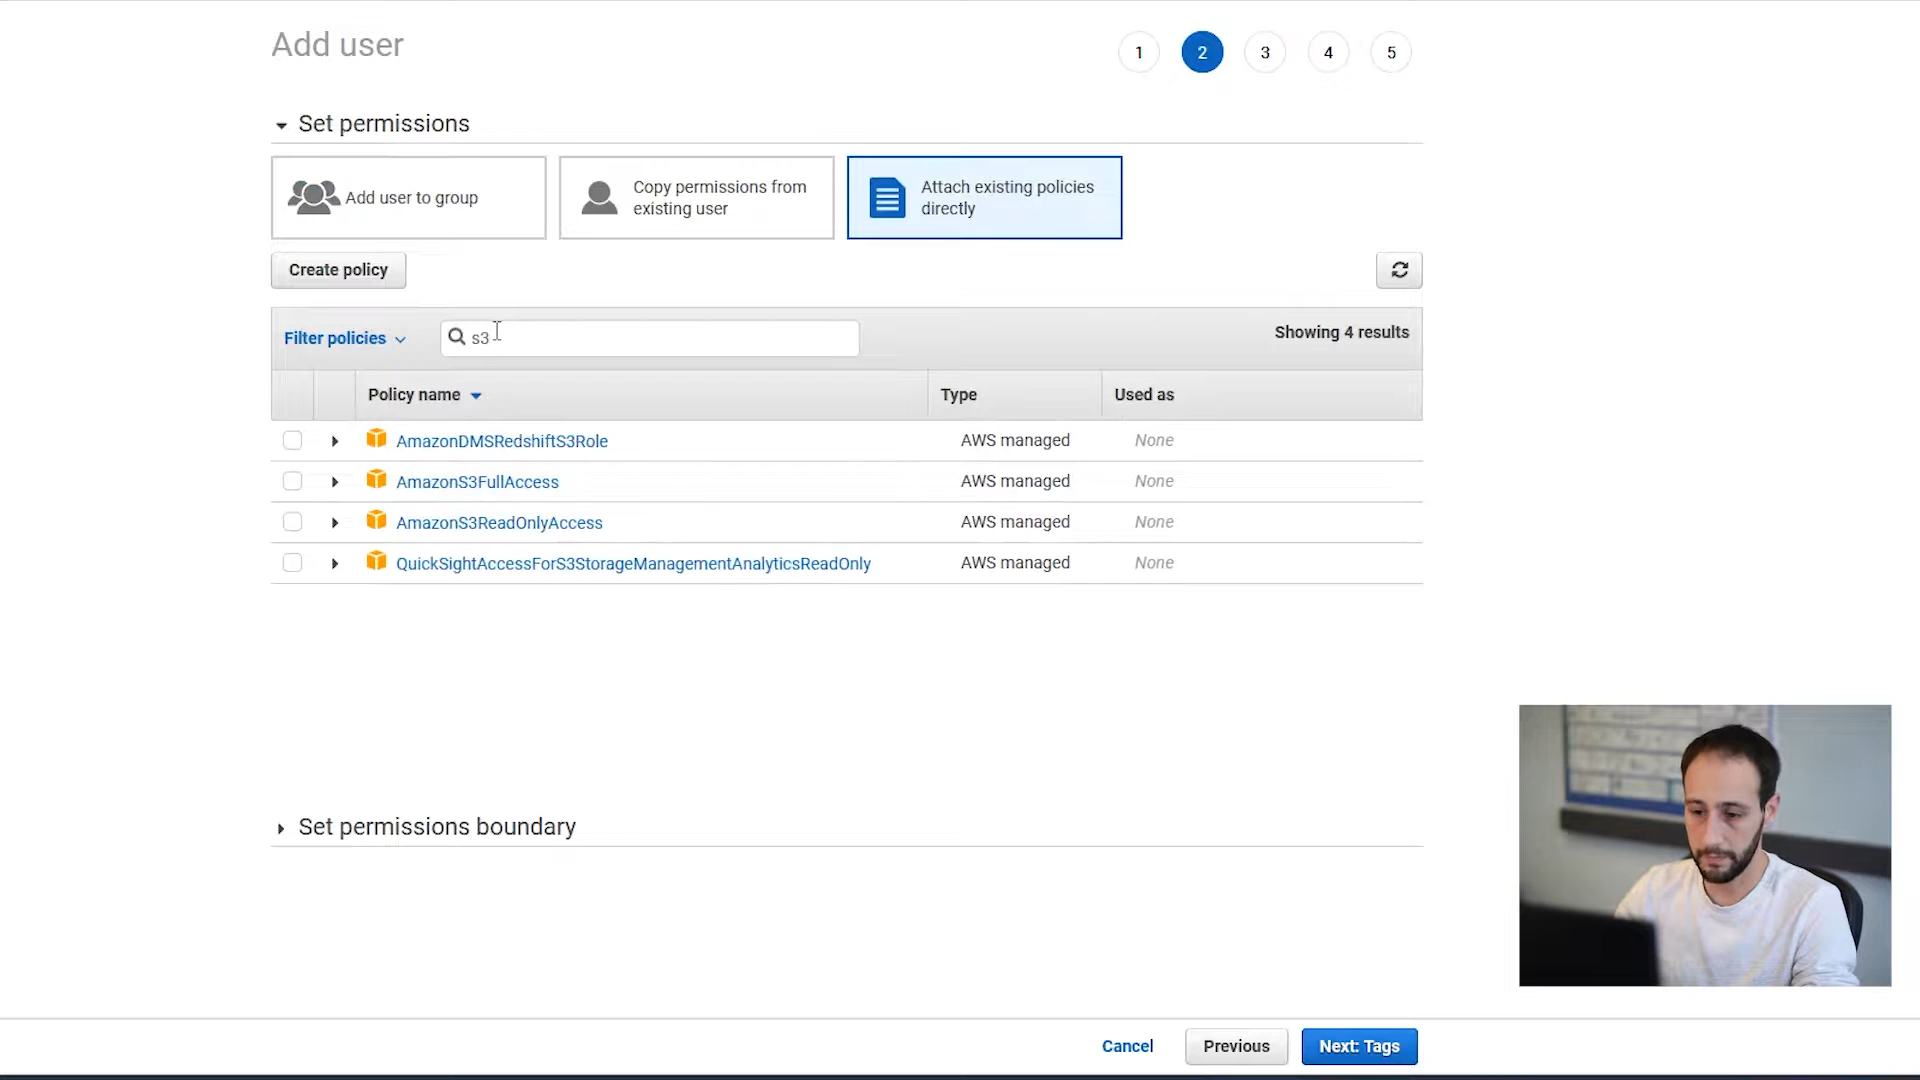 Add user
1 2 3 4 5
Set permissions
Add user to group
Copy permissions from
existing user
Attach existing policies
directly
Create policy
Filter policies
s3
Showing 4 results
Policy name Type Used as
AmazonDMSRedshiftS3Role AWS managed None
AmazonS3FullAccess AWS managed None
AmazonS3ReadOnlyAccess AWS managed None
QuickSightAccessForS3StorageManagementAnalyticsReadOnly AWS managed None
Set permissions boundary
Cancel Previous Next: Tags